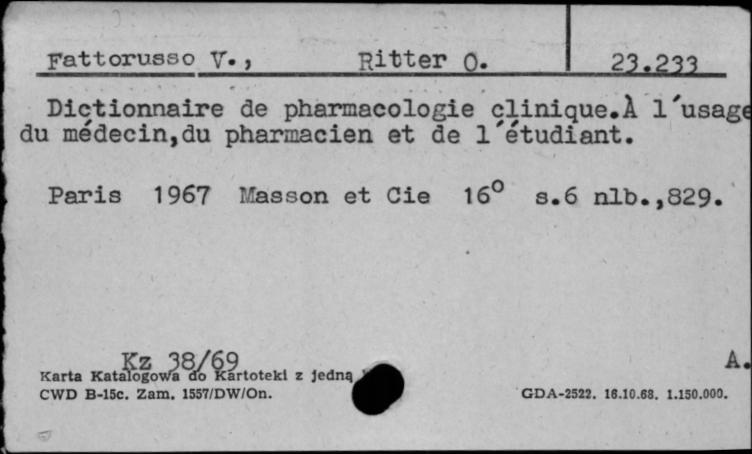 Fattorusso V., Ritter O. 23.233
Dictionnaire de pharmacologie clinique.À l'usage
du médecin,du pharmacien et de l'étudiant.
Paris 1967 Masson et Cie 16° s.6 nlb.,829.
Kz 38/69 A.
Karta Katalogowa do Kartoteki z jedną
CWD B-15c. Zam. 1557/DW/On. GDA-2522. 16.10.68. 1.150.000.